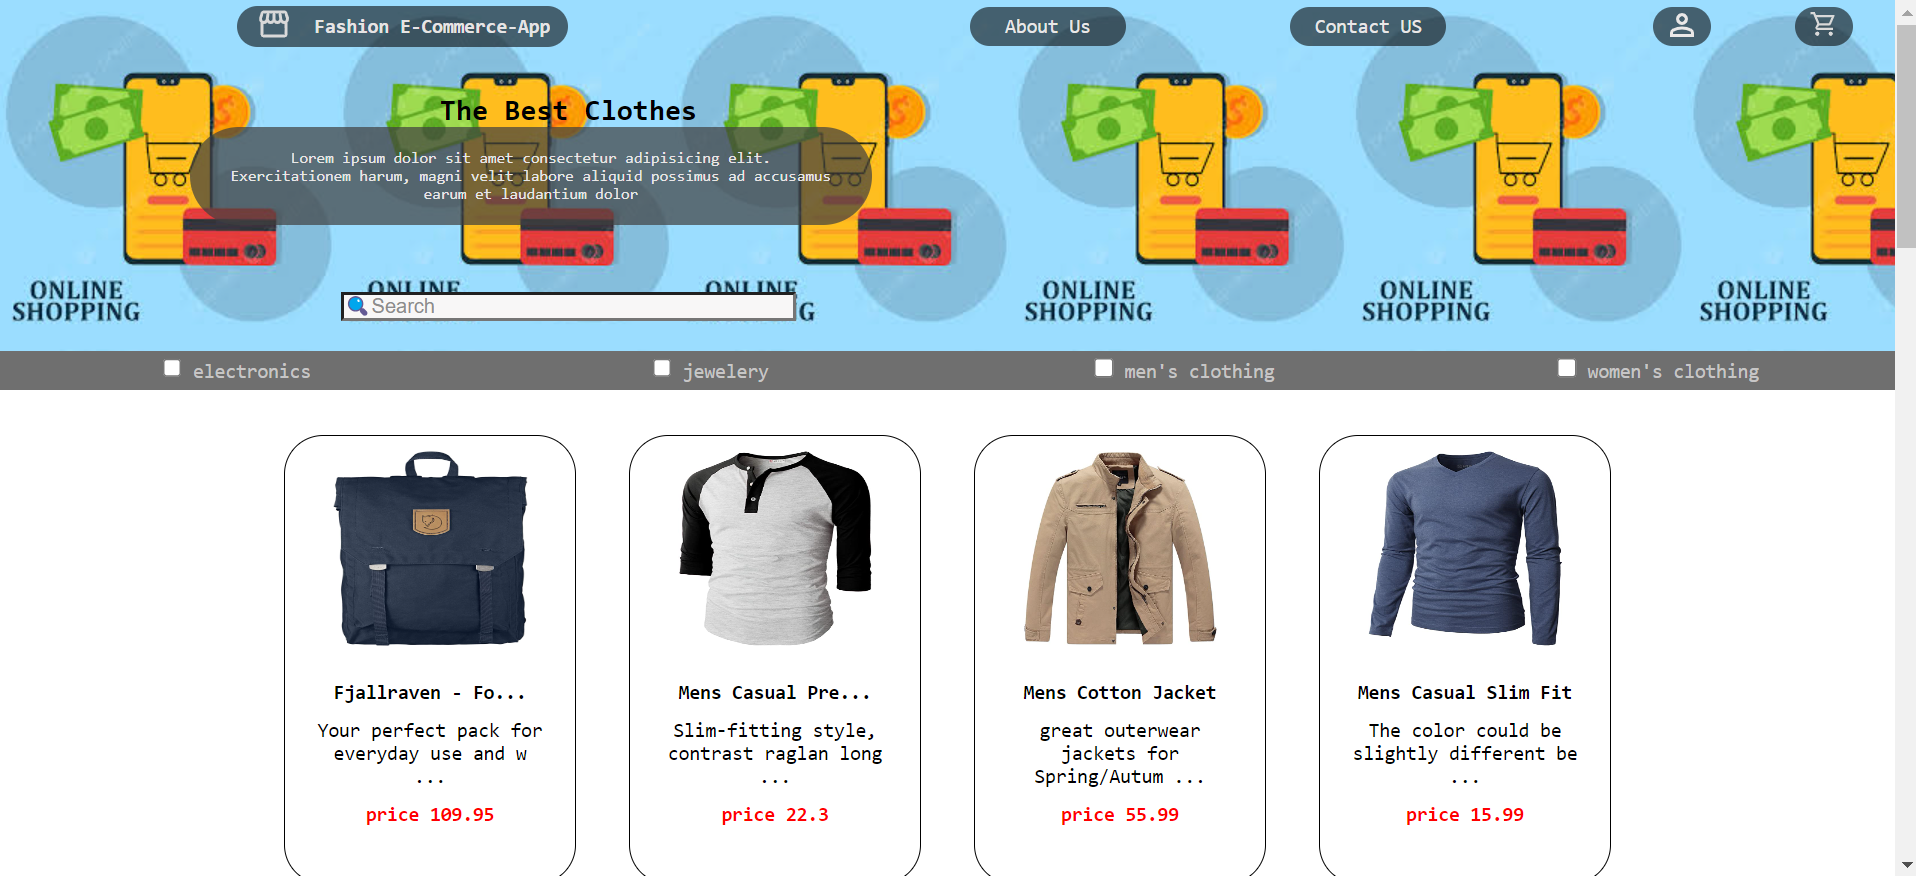 Fashion E-Commerce-App
About Us
Contact US
The Best Clothes
Lorem ipsum dolor sit amet consectetur adipisicing elit.
Exercitationem harum, magni velit labore aliquid possimus ad accusamus
earum et laudantium dolor
ONLINE
SHOPPING
ONLINE
ONLINE
NG
ONLINE
SHOPPING
ONLINE
SHOPPING
ONLINE
SHOPPING
Search
electronics
jewelery
men's clothing
women's clothing
Fjallraven - Fo...
Your perfect pack for
everyday use and w
...
price 109.95
Mens Casual Pre...
Slim-fitting style,
contrast raglan long
...
price 22.3
Mens Cotton Jacket
great outerwear
jackets for
Spring/Autum ...
price 55.99
Mens Casual Slim Fit
The color could be
slightly different be
...
price 15.99